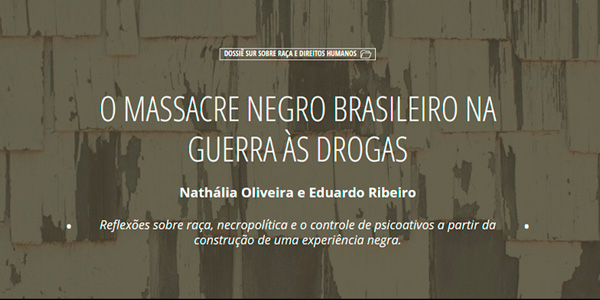 DOSSIÊ SUR SOBRE RAÇA E DIREITOS HUMANOS
O MASSACRE NEGRO BRASILEIRO NA
GUERRA ÀS DROGAS
Nathália Oliveira e Eduardo Ribeiro
Reflexões sobre raça, necropolítica e o controle de psicoativos a partir da
construção de uma experiência negra.